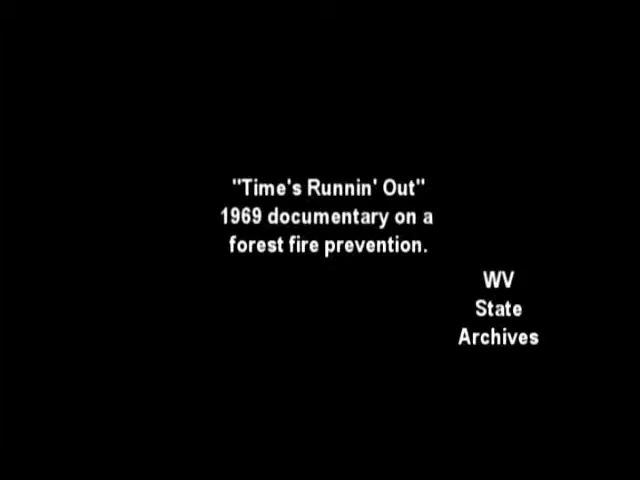 "Time's Runnin' Out"
1969 documentary on a
forest fire prevention.
WV
State
Archives